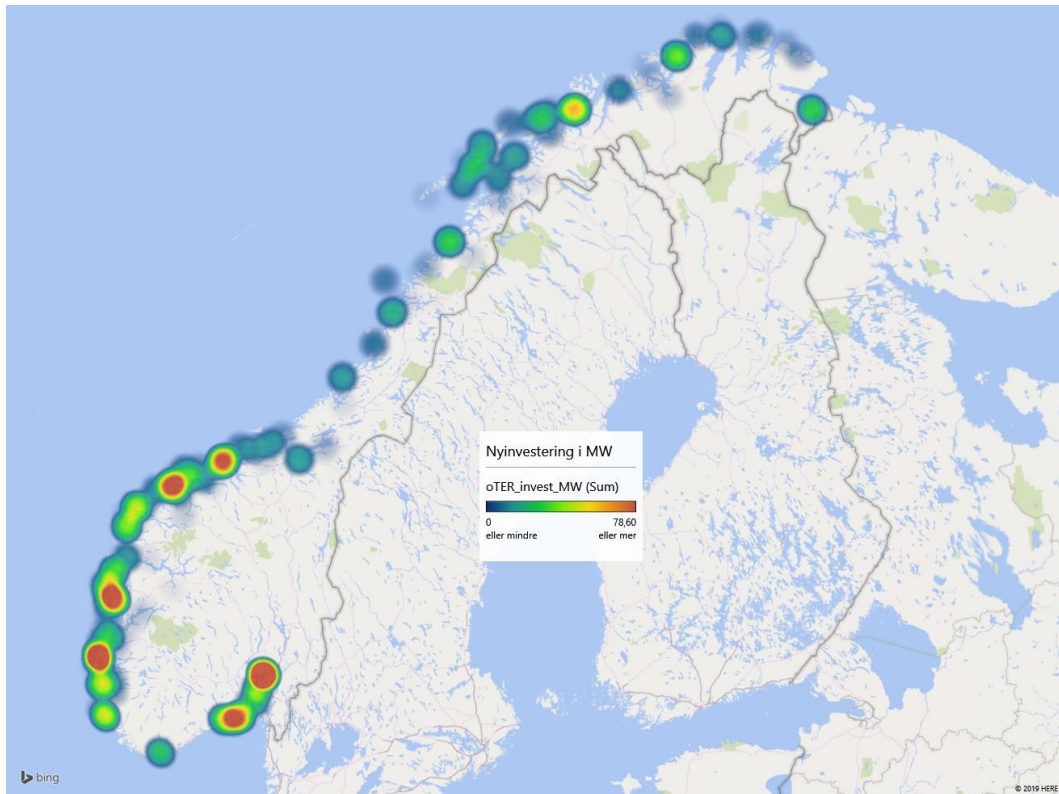 Nyinvestering i MW
oTER_invest_MW (Sum)
0 78,60
eller mindre eller mer
bing
© 2019 HERE